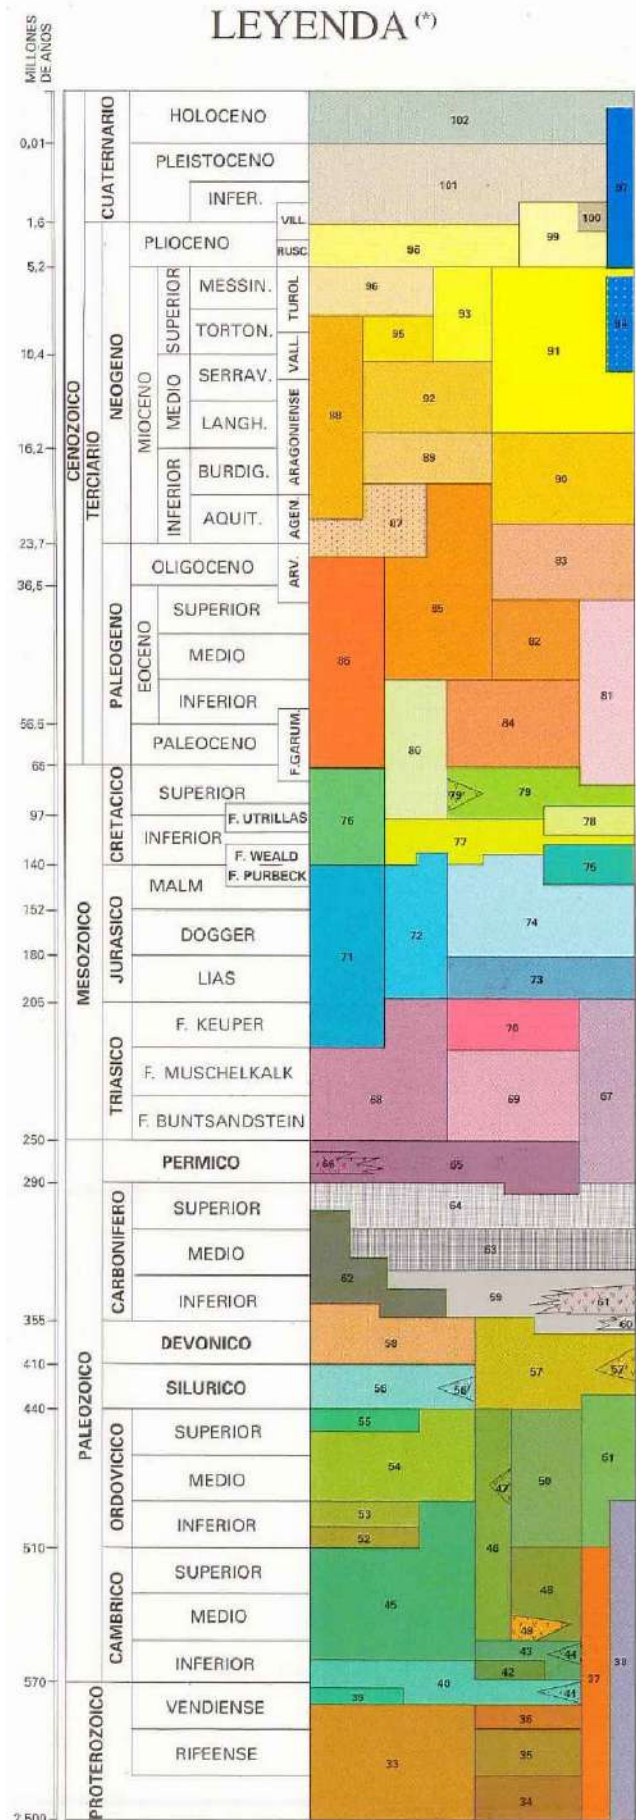 LEYENDA (*)
MILLONES
DE AÑOS
CENOZOICO
CUATERNARIO
HOLOCENO
102
0,01
PLEISTOCENO
97
101
INFER.
VILL.
100
1,6
99
TERCIARIO
NEOGENO
PLIOCENO
RUSC.
98
5,2
MIOCENO
SUPERIOR
MESSIN.
TUROL
96
93
94
TORTON.
95
91
10,4
VALL.
MEDIO
SERRAV.
92
88
LANGH.
ARAGONIENSE
16,2
INFERIOR
BURDIG.
89
90
AQUIT.
AGEN.
87
23,7
PALEOGENO
OLIGOCENO
ARV.
83
36,5
EOCENO
SUPERIOR
85
82
MEDIO
86
81
INFERIOR
56,5
F.GARUM.
84
80
PALEOCENO
65
MESOZOICO
CRETACICO
SUPERIOR
79'
79
97
F. UTRILLAS
76
78
INFERIOR
77
F. WEALD
75
140
F. PURBECK
JURASICO
MALM
152
74
DOGGER
72
71
180
LIAS
73
205
TRIASICO
F. KEUPER
70
F. MUSCHELKALK
68
69
67
F. BUNTSANDSTEIN
250
PALEOZOICO
PERMICO
66
65
290
CARBONIFERO
SUPERIOR
64
MEDIO
63
62
INFERIOR
59
61
355
60
DEVONICO
58
57
57'
410
SILURICO
56
56'
440
ORDOVICICO
SUPERIOR
55
51
MEDIO
54
47
50
INFERIOR
53
52
46
510
CAMBRICO
SUPERIOR
45
48
MEDIO
49
INFERIOR
43
44
42
37
38
570
40
41
39
PROTEROZOICO
VENDIENSE
36
RIFEENSE
33
35
34
2.500